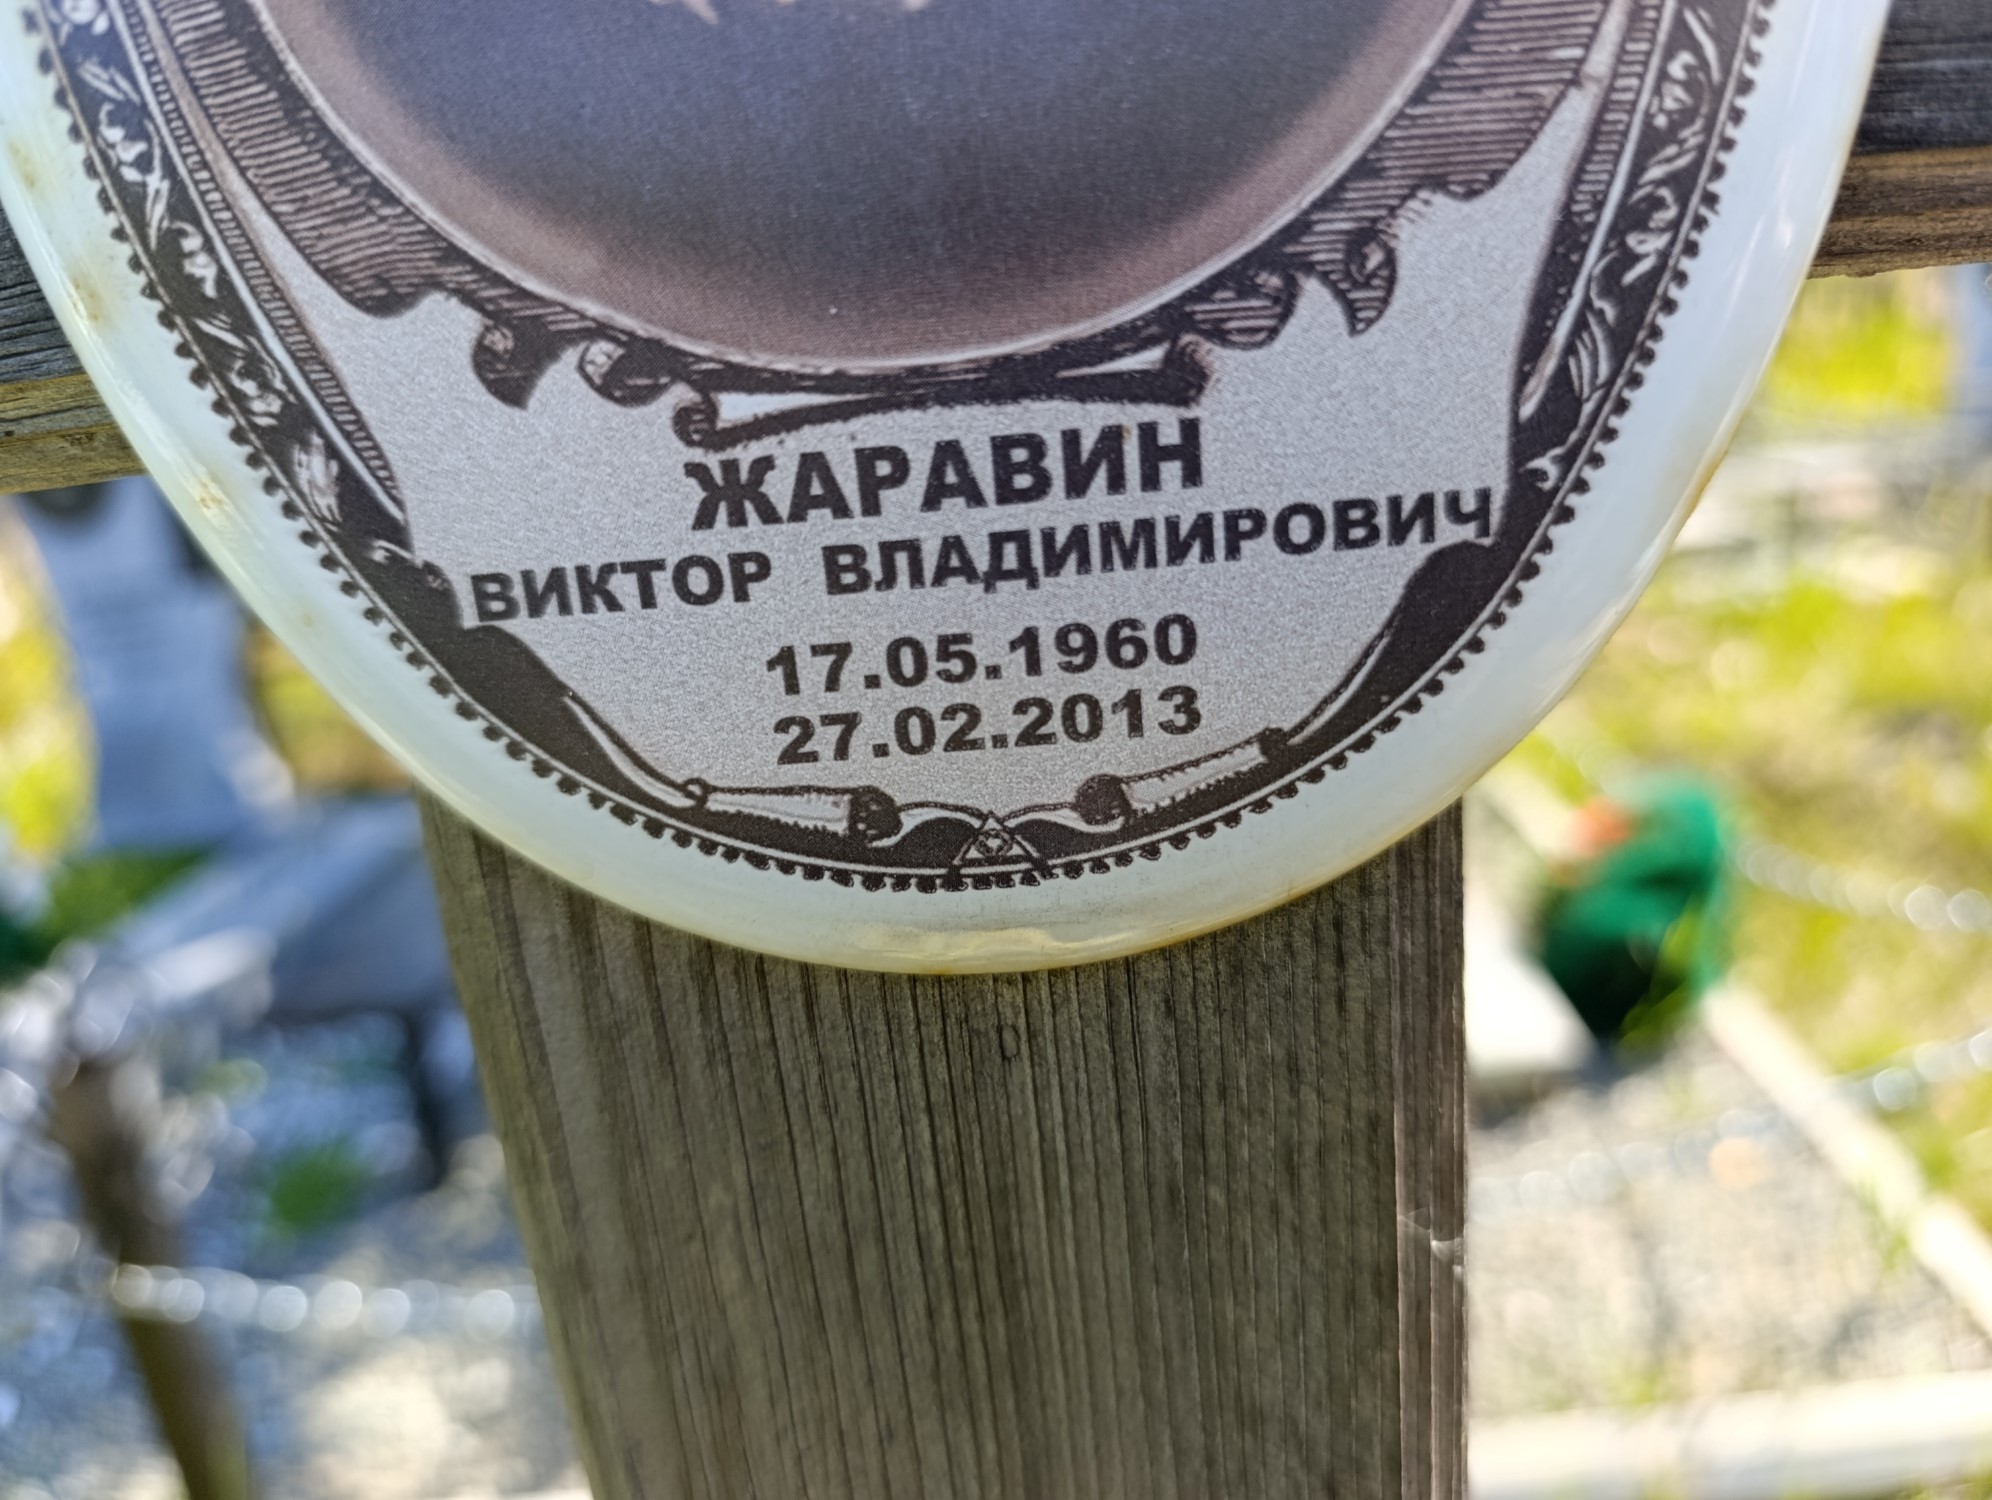 ЖАРАВИН
ВИКТОР ВЛАДИМИРОВИЧ
17.05.1960
27.02.2013